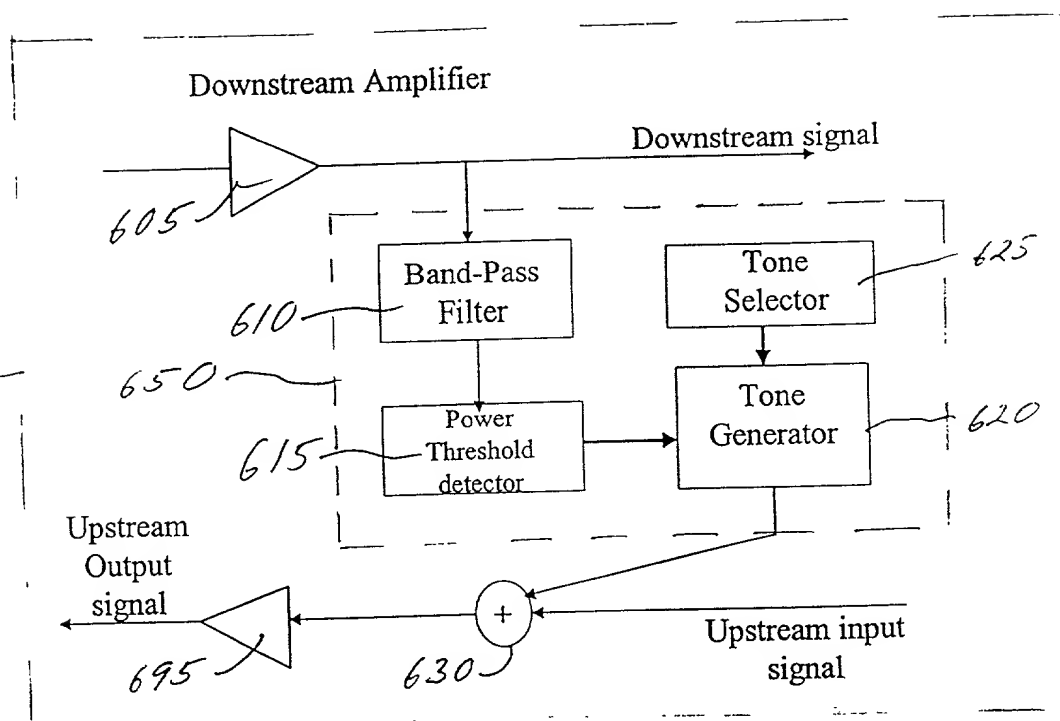 Downstream Amplifier
Downstream signal
605
Band-Pass
Filter
610
Tone
Selector
625
650
Power
Threshold
detector
615
Tone
Generator
620
Upstream
Output
signal
+
Upstream input
signal
695
630